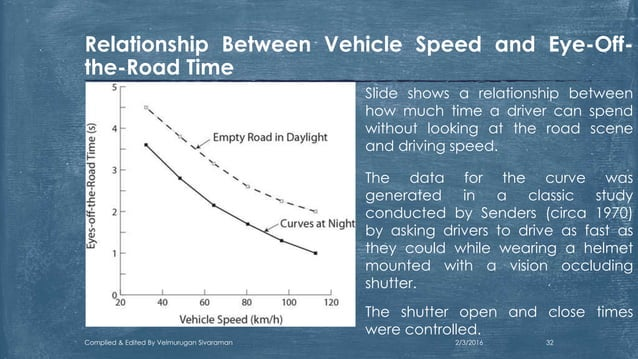 Relationship Between Vehicle Speed and Eye-Off-
the-Road Time
5
4
3
2
1
0
20
40
60
80
100
120
Eyes-off-the-Road Time (s)
Vehicle Speed (km/h)
Empty Road in Daylight
Curves at Night
Slide shows a relationship between
how much time a driver can spend
without looking at the road scene
and driving speed.
The data for the curve was
generated in a classic study
conducted by Senders (circa 1970)
by asking drivers to drive as fast as
they could while wearing a helmet
mounted with a vision occluding
shutter.
The shutter open and close times
were controlled.
Complied & Edited By Velmurugan Sivaraman
2/3/2016
32